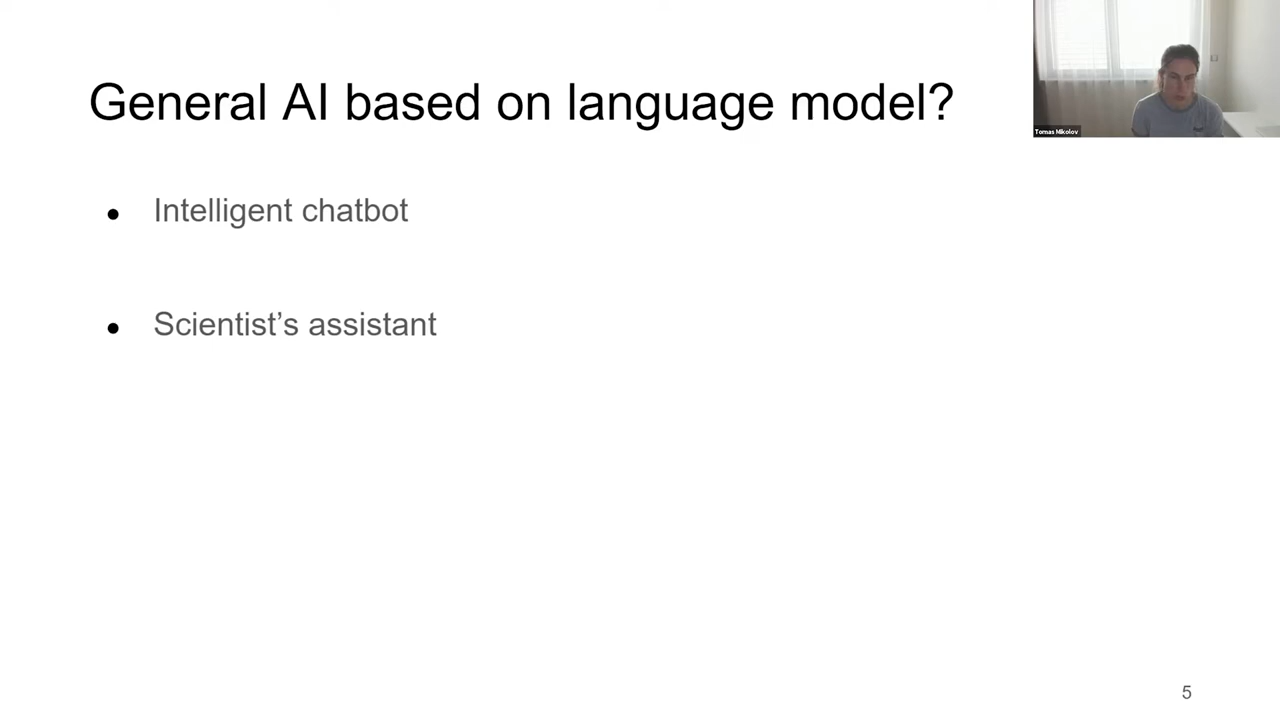 General AI based on language model?
Tomas Mikolov
● Intelligent chatbot
● Scientist’s assistant
5